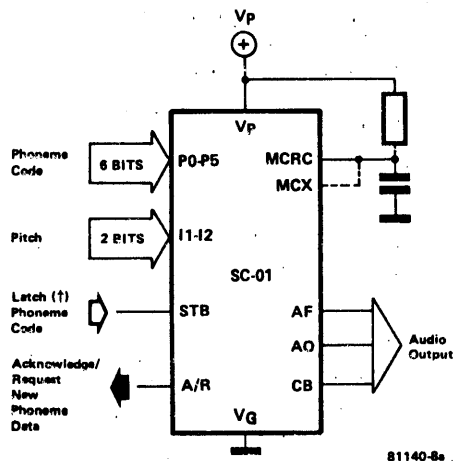 Vp
Vp
Phoneme
Code
6 BITS
P0-P5
MCRC
MCX
Pitch
2 BITS
I1-I2
SC-01
Latch (↑)
Phoneme
Code
STB
AF
AO
CB
Audio
Output
Acknowledge/
Request
New
Phoneme
Data
A/R
VG
81140-8a